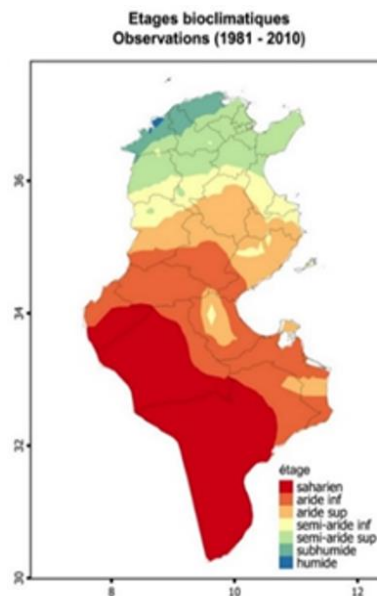 Etages bioclimatiques
Observations (1981 - 2010)
36
34
32
30
8
10
12
étage
saharien
aride inf
aride sup
semi-aride inf
semi-aride sup
subhumide
humide